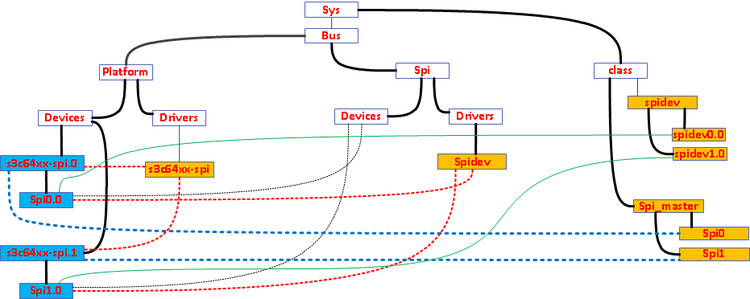 Sys
Bus
Platform
Spi
class
Devices
Drivers
Devices
Drivers
spidev
spidev0.0
spidev1.0
s3c64xx-spi.0
s3c64xx-spi
Spidev
Spi0.0
Spi_master
Spi0
s3c64xx-spi.1
Spi1
Spi1.0